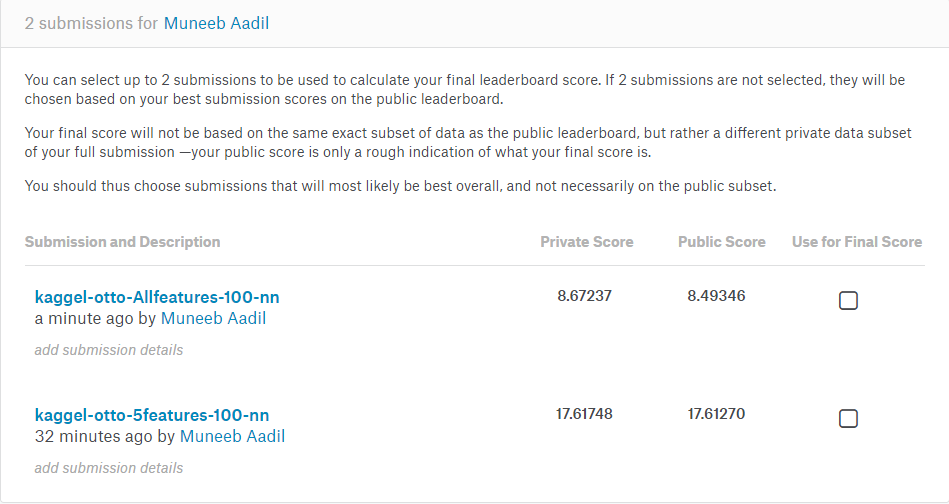 2 submissions for Muneeb Aadil
You can select up to 2 submissions to be used to calculate your final leaderboard score. If 2 submissions are not selected, they will be
chosen based on your best submission scores on the public leaderboard.
Your final score will not be based on the same exact subset of data as the public leaderboard, but rather a different private data subset
of your full submission —your public score is only a rough indication of what your final score is.
You should thus choose submissions that will most likely be best overall, and not necessarily on the public subset.
Submission and Description Private Score Public Score Use for Final Score
kaggel-otto-Allfeatures-100-nn 8.67237 8.49346
a minute ago by Muneeb Aadil
add submission details
kaggel-otto-5features-100-nn 17.61748 17.61270
32 minutes ago by Muneeb Aadil
add submission details